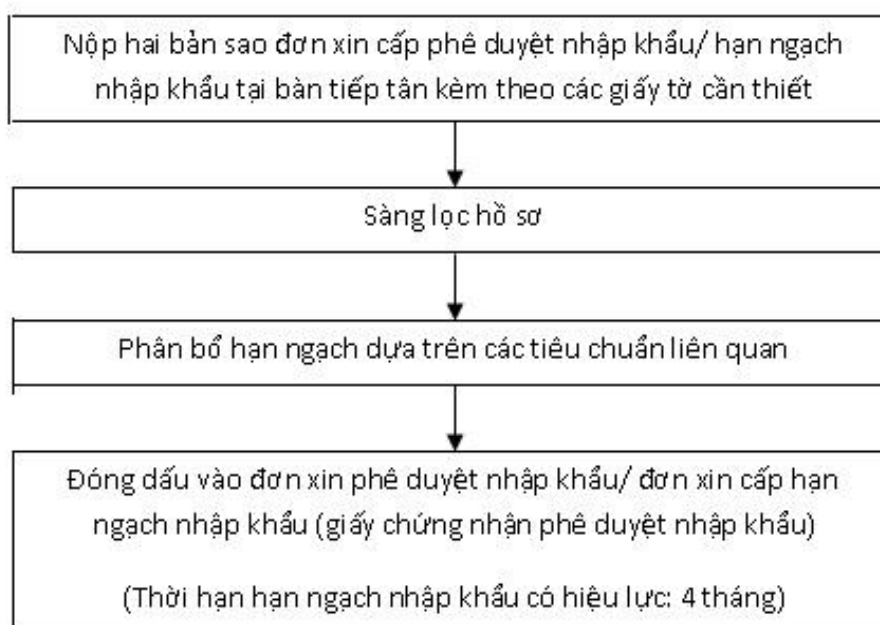 Nộp hai bản sao đơn xin cấp phê duyệt nhập khẩu/ hạn ngạch
nhập khẩu tại bàn tiếp tân kèm theo các giấy tờ cần thiết
Sàng lọc hồ sơ
Phân bổ hạn ngạch dựa trên các tiêu chuẩn liên quan
Đóng dấu vào đơn xin phê duyệt nhập khẩu/ đơn xin cấp hạn
ngạch nhập khẩu (giấy chứng nhận phê duyệt nhập khẩu)
(Thời hạn hạn ngạch nhập khẩu có hiệu lực: 4 tháng)